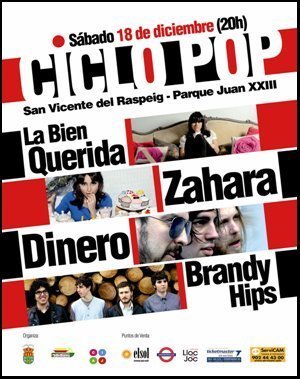 Sábado 18 de diciembre (20h)
CICLO POP
San Vicente del Raspeig - Parque Juan XXIII
La Bien
Querida
Zahara
Dinero
Brandy
Hips
Organiza
Puntos de Venta
elsol
Lloc
Joc
ticketmaster
ServiCAM
902 44 43 00